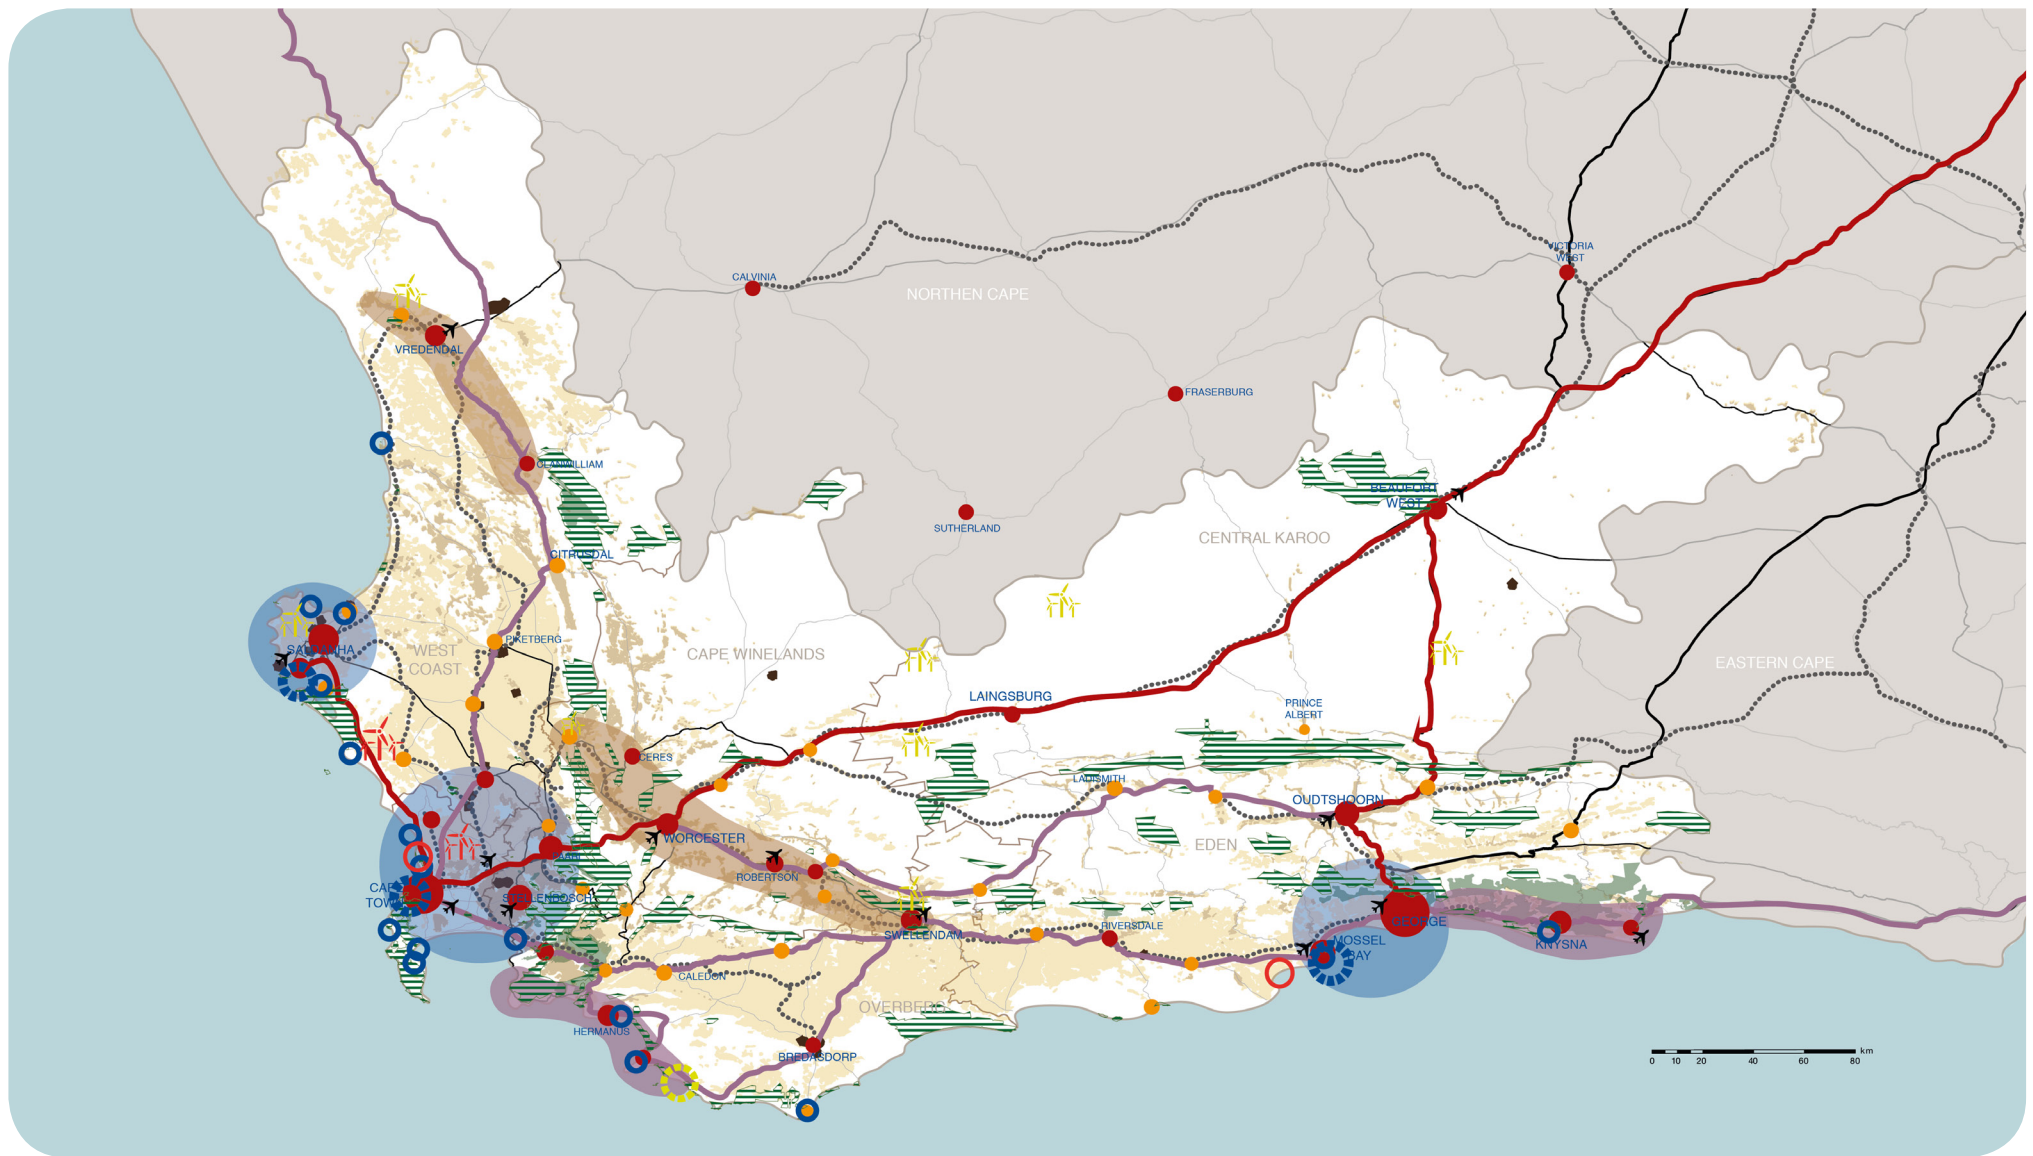 VICTORIA
WEST
CALVINIA
NORTHEN CAPE
VREDENDAL
FRASERBURG
CLANWILLIAM
BEAUFORT
WEST
SUTHERLAND
CENTRAL KAROO
CITRUSDAL
PIKETBERG
SALDANHA
WEST
COAST
CAPE WINELANDS
EASTERN CAPE
LAINGSBURG
PRINCE
ALBERT
CERES
LADISMITH
OUDTSHOORN
WORCESTER
EDEN
PAARL
ROBERTSON
CAPE
TOWN
STELLENBOSCH
SWELLENDAM
RIVERSDALE
GEORGE
KNYSNA
MOSSEL
BAY
CALEDON
OVERBERG
HERMANUS
BREDASDORP
km
0 10 20 40 60 80